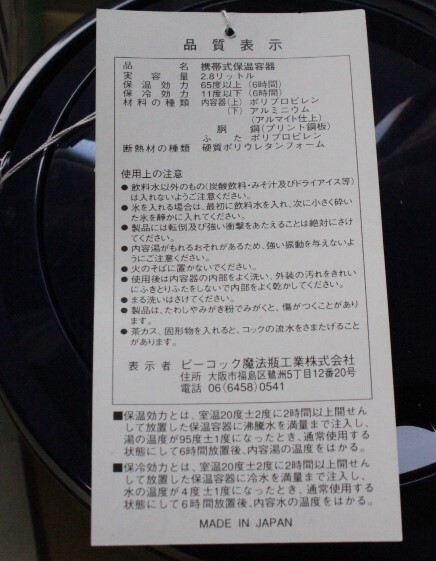 品質表示
品名 携帯式保温容器
実容量 2.8リットル
保温効力 65度以上（6時間）
保冷効力 11度以下（6時間）
材料の種類 内容器（上）ポリプロピレン
（下）アルミニウム
（アルマイト仕上）
胴 鋼（プリント鋼板）
ふた ポリプロピレン
断熱材の種類 硬質ポリウレタンフォーム
使用上の注意
●飲料水以外のもの（炭酸飲料・みそ汁及びドライアイス等）
は入れないようご注意ください。
●氷を入れる場合は、最初に飲料水を入れ、次に小さく砕い
た氷を静かに入れてください。
●製品には転倒及び強い衝撃をあたえることは絶対にさけ
てください。
●内容湯がもれるおそれがあるため、強い振動を与えないよ
うにご注意ください。
●火のそばに置かないでください。
●使用後は内容器の内部をよく洗い、外装の汚れをきれい
にふきとりふたをしないで内部をよく乾かしてください。
●まる洗いはさけてください。
●製品は、たわしやみがき粉でみがくと、傷がつくことがあり
ます。
●茶カス、固形物を入れると、コックの流水をさまたげること
があります。
表示者 ピーコック魔法瓶工業株式会社
住所 大阪市福島区鷺洲5丁目12番20号
電話 06(6458)0541
■保温効力とは、室温20度±2度に2時間以上開せん
して放置した保温容器に沸騰水を満量まで注入し、
湯の温度が95度±1度になったとき、通常使用する
状態にして6時間放置後、内容湯の温度をはかる。
■保冷効力とは、室温20度±2度に2時間以上開せん
して放置した保温容器に冷水を満量まで注入し、
水の温度が4度±1度になったとき、通常使用する
状態にして6時間放置後、内容水の温度をはかる。
MADE IN JAPAN